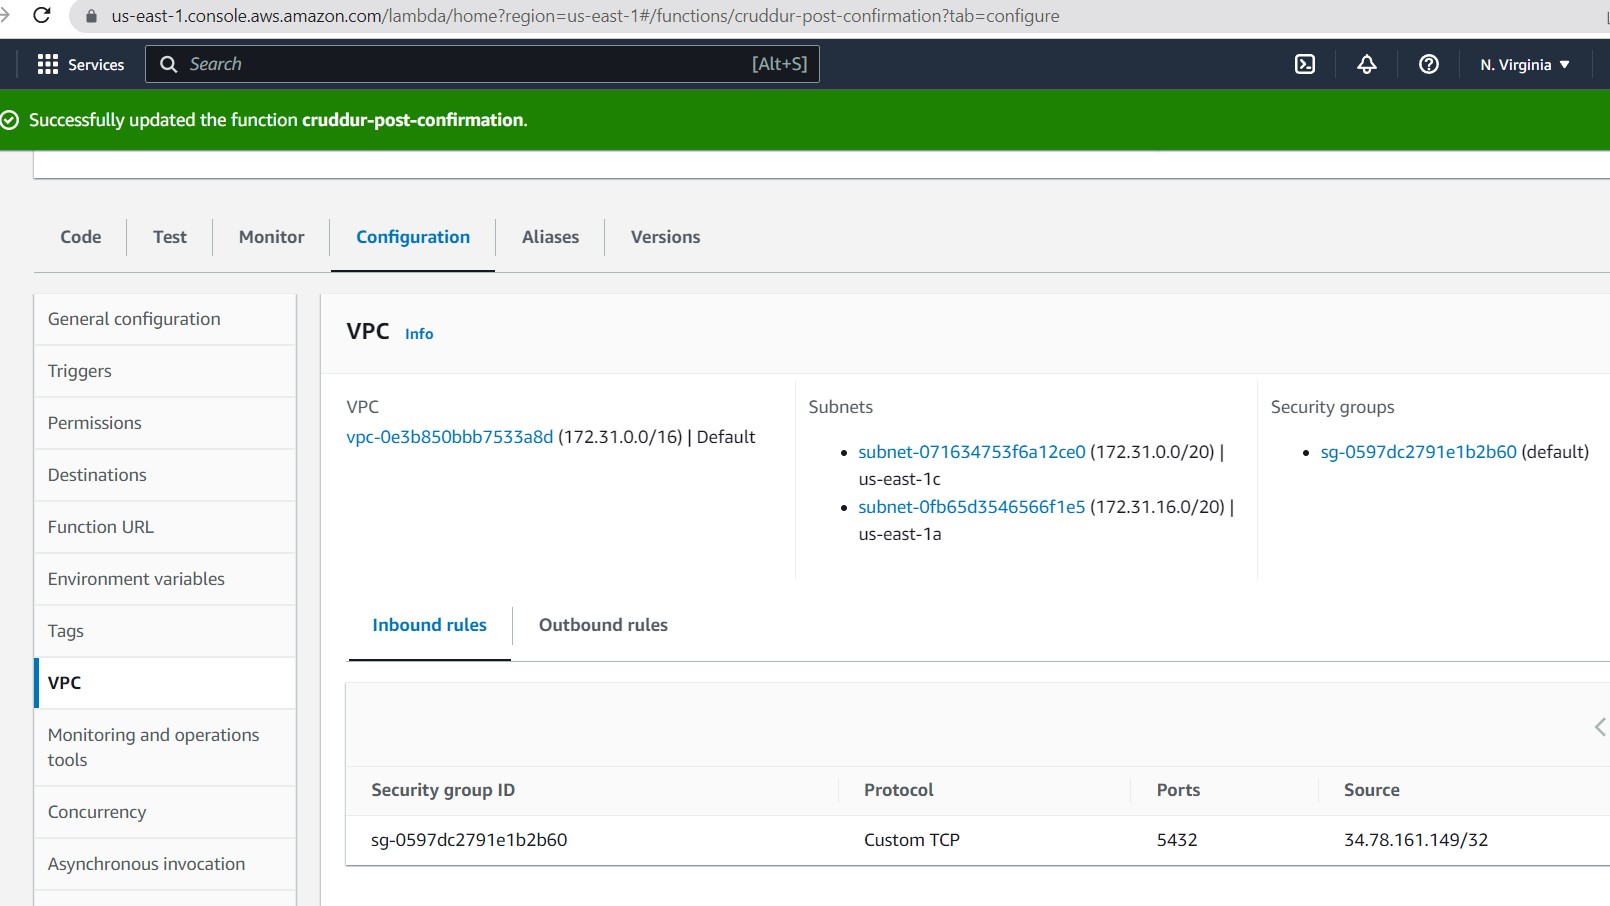 us-east-1.console.aws.amazon.com/lambda/home?region=us-east-1#/functions/cruddur-post-confirmation?tab=configure
Services
Search
[Alt+S]
N. Virginia
Successfully updated the function cruddur-post-confirmation.
Code
Test
Monitor
Configuration
Aliases
Versions
General configuration
Triggers
Permissions
Destinations
Function URL
Environment variables
Tags
VPC
Monitoring and operations
tools
Concurrency
Asynchronous invocation
VPC Info
VPC
vpc-0e3b850bbb7533a8d (172.31.0.0/16) | Default
Subnets
subnet-071634753f6a12ce0 (172.31.0.0/20) |
us-east-1c
subnet-0fb65d3546566f1e5 (172.31.16.0/20) |
us-east-1a
Security groups
sg-0597dc2791e1b2b60 (default)
Inbound rules
Outbound rules
Security group ID
Protocol
Ports
Source
sg-0597dc2791e1b2b60
Custom TCP
5432
34.78.161.149/32